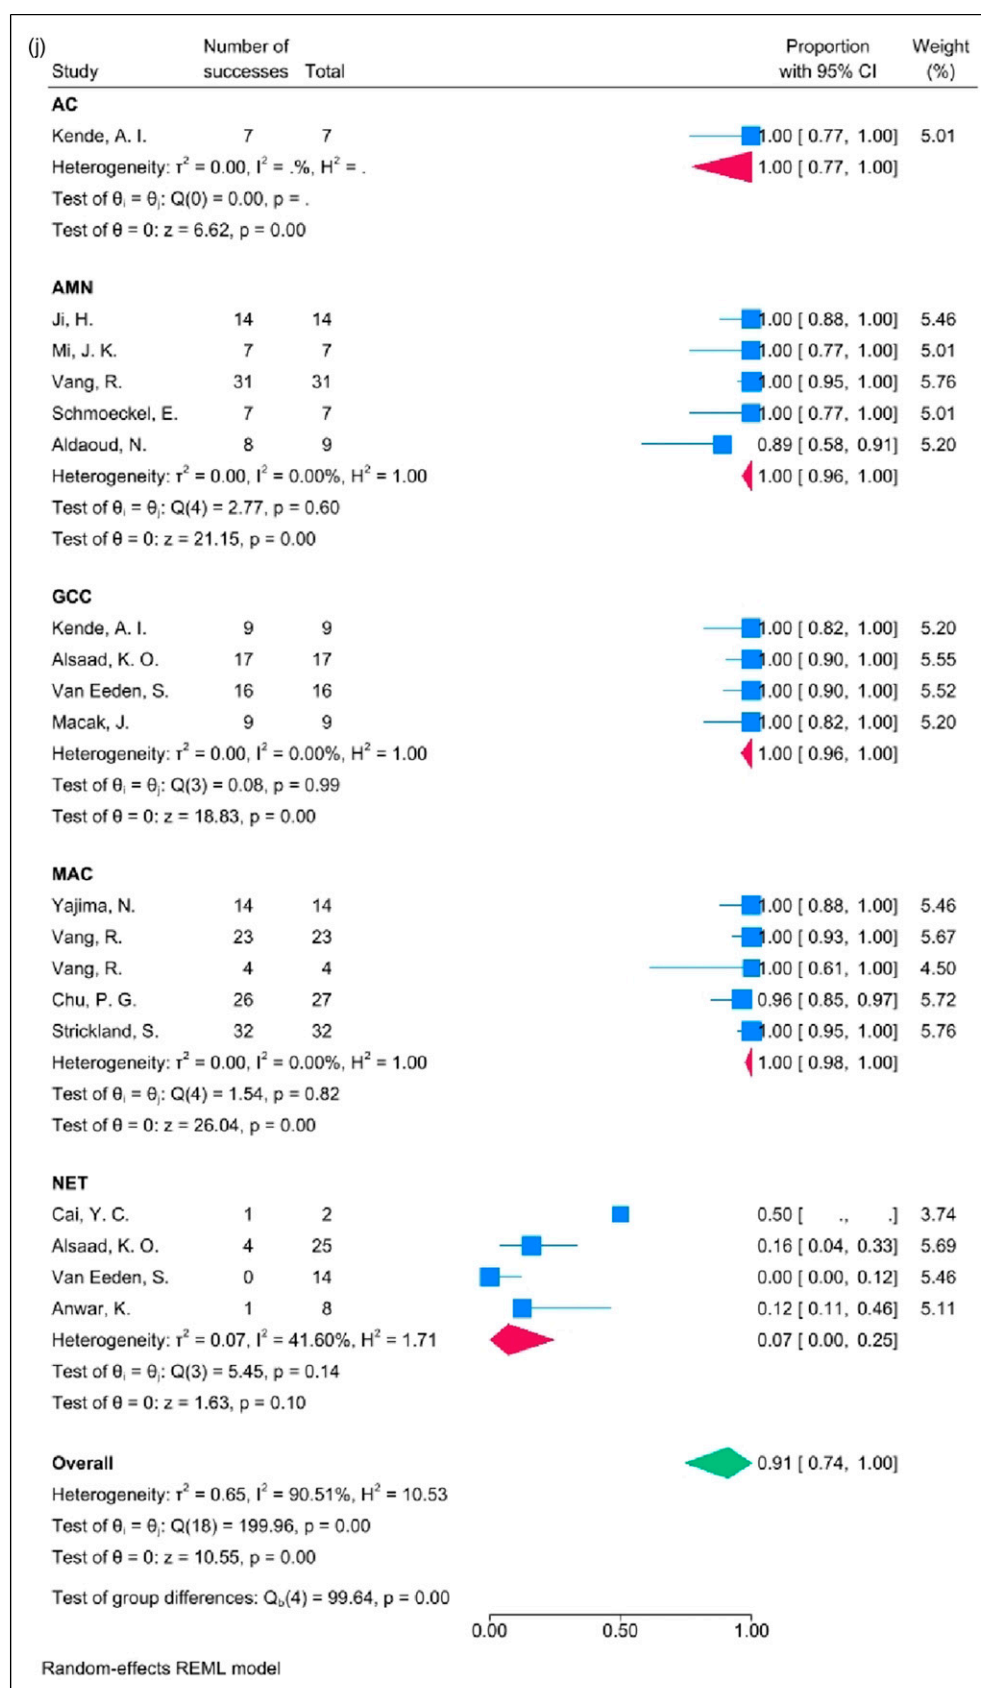 (j)
Number of Proportion Weight
Study successes Total with 95% CI (%)
AC
Kende, A. I. 7 7 1.00 [ 0.77, 1.00] 5.01
Heterogeneity: τ² = 0.00, I² = .%, H² = . 1.00 [ 0.77, 1.00]
Test of θᵢ = θⱼ: Q(0) = 0.00, p = .
Test of θ = 0: z = 6.62, p = 0.00
AMN
Ji, H. 14 14 1.00 [ 0.88, 1.00] 5.46
Mi, J. K. 7 7 1.00 [ 0.77, 1.00] 5.01
Vang, R. 31 31 1.00 [ 0.95, 1.00] 5.76
Schmoeckel, E. 7 7 1.00 [ 0.77, 1.00] 5.01
Aldaoud, N. 8 9 0.89 [ 0.58, 0.91] 5.20
Heterogeneity: τ² = 0.00, I² = 0.00%, H² = 1.00 1.00 [ 0.96, 1.00]
Test of θᵢ = θⱼ: Q(4) = 2.77, p = 0.60
Test of θ = 0: z = 21.15, p = 0.00
GCC
Kende, A. I. 9 9 1.00 [ 0.82, 1.00] 5.20
Alsaad, K. O. 17 17 1.00 [ 0.90, 1.00] 5.55
Van Eeden, S. 16 16 1.00 [ 0.90, 1.00] 5.52
Macak, J. 9 9 1.00 [ 0.82, 1.00] 5.20
Heterogeneity: τ² = 0.00, I² = 0.00%, H² = 1.00 1.00 [ 0.96, 1.00]
Test of θᵢ = θⱼ: Q(3) = 0.08, p = 0.99
Test of θ = 0: z = 18.83, p = 0.00
MAC
Yajima, N. 14 14 1.00 [ 0.88, 1.00] 5.46
Vang, R. 23 23 1.00 [ 0.93, 1.00] 5.67
Vang, R. 4 4 1.00 [ 0.61, 1.00] 4.50
Chu, P. G. 26 27 0.96 [ 0.85, 0.97] 5.72
Strickland, S. 32 32 1.00 [ 0.95, 1.00] 5.76
Heterogeneity: τ² = 0.00, I² = 0.00%, H² = 1.00 1.00 [ 0.98, 1.00]
Test of θᵢ = θⱼ: Q(4) = 1.54, p = 0.82
Test of θ = 0: z = 26.04, p = 0.00
NET
Cai, Y. C. 1 2 0.50 [ ., .] 3.74
Alsaad, K. O. 4 25 0.16 [ 0.04, 0.33] 5.69
Van Eeden, S. 0 14 0.00 [ 0.00, 0.12] 5.46
Anwar, K. 1 8 0.12 [ 0.11, 0.46] 5.11
Heterogeneity: τ² = 0.07, I² = 41.60%, H² = 1.71 0.07 [ 0.00, 0.25]
Test of θᵢ = θⱼ: Q(3) = 5.45, p = 0.14
Test of θ = 0: z = 1.63, p = 0.10
Overall 0.91 [ 0.74, 1.00]
Heterogeneity: τ² = 0.65, I² = 90.51%, H² = 10.53
Test of θᵢ = θⱼ: Q(18) = 199.96, p = 0.00
Test of θ = 0: z = 10.55, p = 0.00
Test of group differences: Q_b(4) = 99.64, p = 0.00
0.00 0.50 1.00
Random-effects REML model